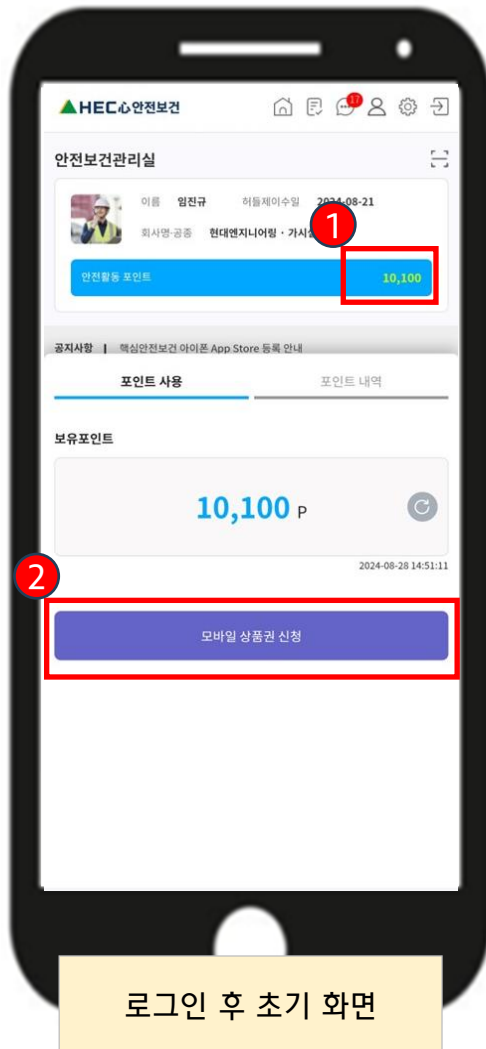 HEC心안전보건
17
안전보건관리실
이름 임진규 허들제이수일 2024-08-21
1
회사명·공종 현대엔지니어링 · 가시설
안전활동 포인트 10,100
공지사항 | 핵심안전보건 아이폰 App Store 등록 안내
포인트 사용 포인트 내역
보유포인트
10,100 P
2024-08-28 14:51:11
2
모바일 상품권 신청
로그인 후 초기 화면